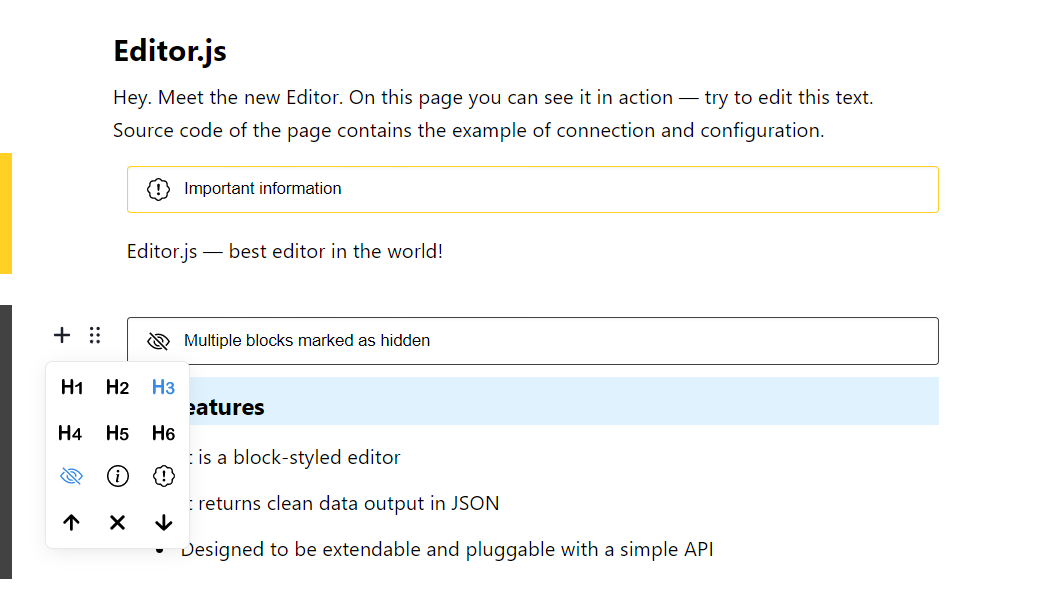 Editor.js
Hey. Meet the new Editor. On this page you can see it in action — try to edit this text.
Source code of the page contains the example of connection and configuration.
Important information
Editor.js — best editor in the world!
Multiple blocks marked as hidden
H1 H2 H3
eatures
H4 H5 H6
is a block-styled editor
returns clean data output in JSON
Designed to be extendable and pluggable with a simple API